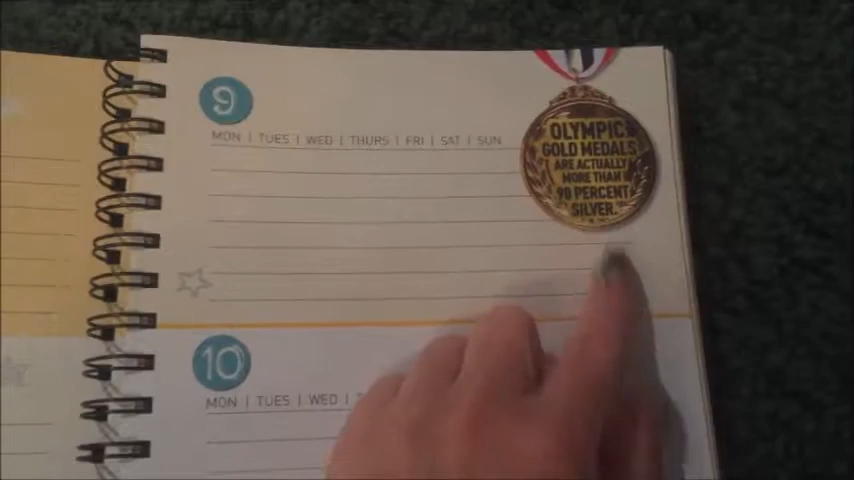 9
MON | TUES | WED | THURS | FRI | SAT | SUN
OLYMPIC
GOLD MEDALS
ARE ACTUALLY
MORE THAN
90 PERCENT
SILVER.
10
MON | TUES | WED |